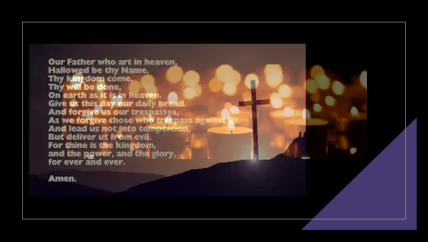 Our Father who art in heaven,
Hallowed be thy Name.
Thy kingdom come.
Thy will be done,
On earth as it is in heaven.
Give us this day our daily bread.
And forgive us our trespasses,
As we forgive those who trespass against us.
And lead us not into temptation,
But deliver us from evil.
For thine is the kingdom,
and the power, and the glory,
for ever and ever.
Amen.